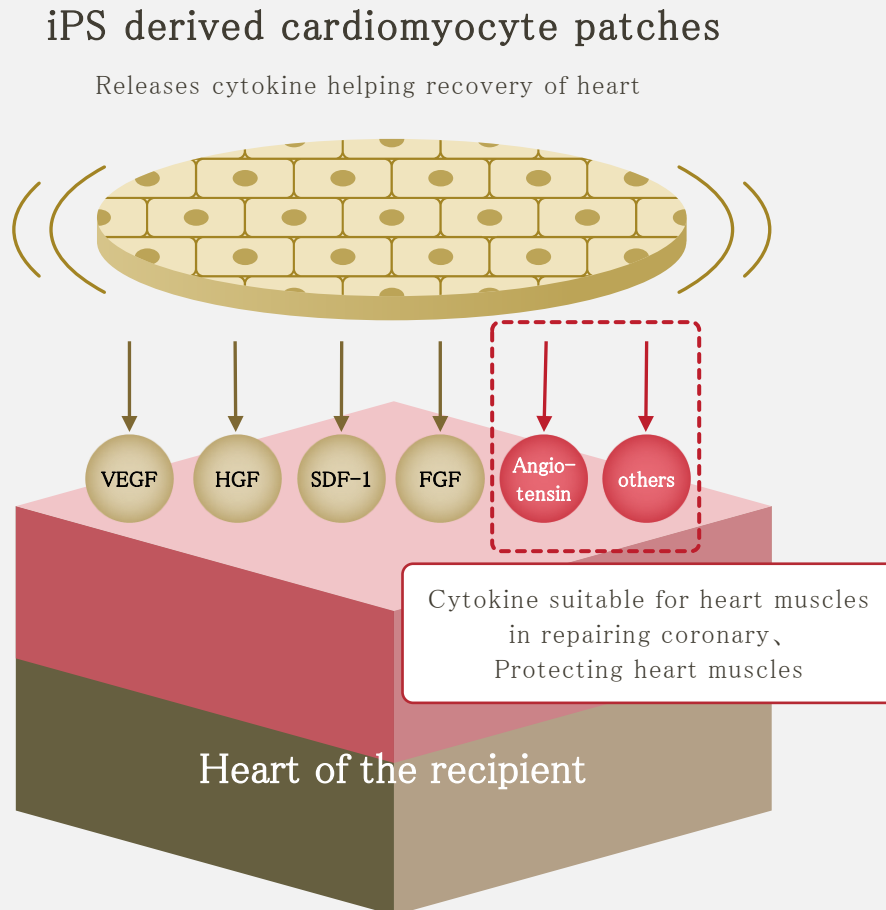 iPS derived cardiomyocyte patches
Releases cytokine helping recovery of heart
VEGF
HGF
SDF-1
FGF
Angio-
tensin
others
Cytokine suitable for heart muscles
in repairing coronary、
Protecting heart muscles
Heart of the recipient